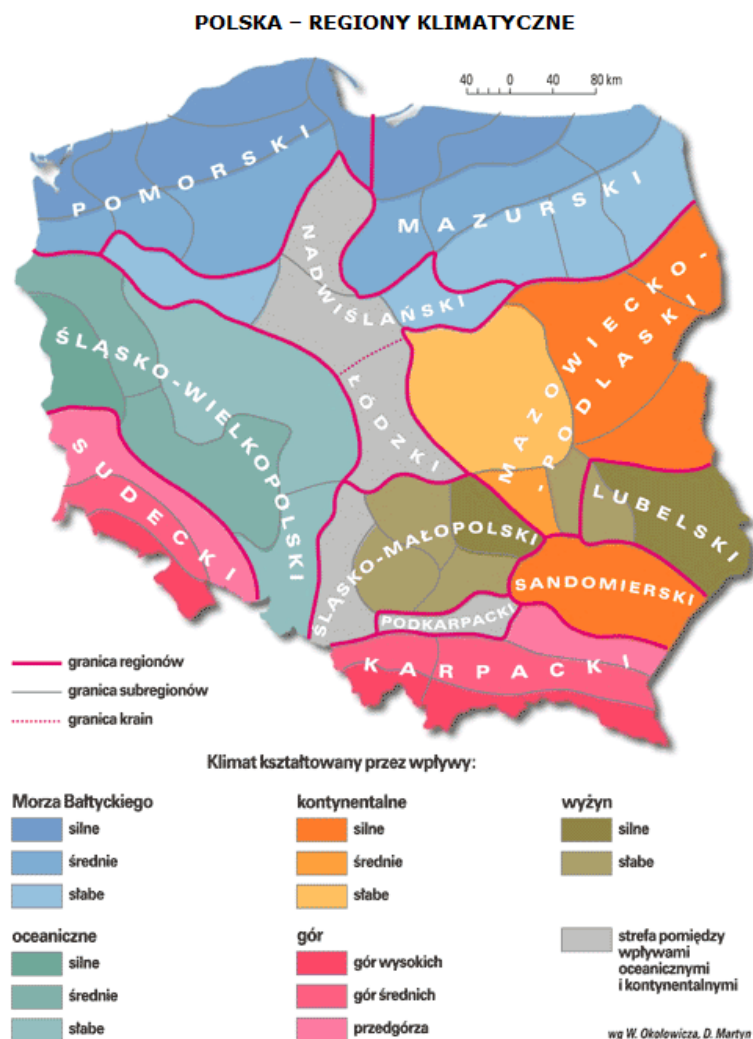 POLSKA – REGIONY KLIMATYCZNE
40 0 40 80 km
POMORSKI
MAZURSKI
NADWIŚLAŃSKI
MAZOWIECKO-
-PODLASKI
ŚLĄSKO-WIELKOPOLSKI
ŁÓDZKI
SUDECKI
LUBELSKI
ŚLĄSKO-MAŁOPOLSKI
SANDOMIERSKI
PODKARPACKI
KARPACKI
granica regionów
granica subregionów
granica krain
Klimat kształtowany przez wpływy:
Morza Bałtyckiego
silne
średnie
słabe
kontynentalne
silne
średnie
słabe
wyżyn
silne
słabe
oceaniczne
silne
średnie
słabe
gór
gór wysokich
gór średnich
przedgórza
strefa pomiędzy
wpływami
oceanicznymi
i kontynentalnymi
wg W. Okołowicza, D. Martyn